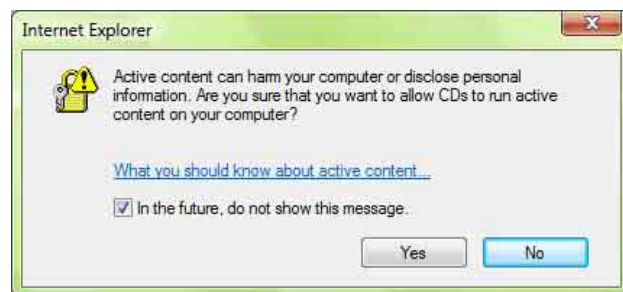 Internet Explorer
Active content can harm your computer or disclose personal
information. Are you sure that you want to allow CDs to run active
content on your computer?
What you should know about active content...
In the future, do not show this message.
Yes
No